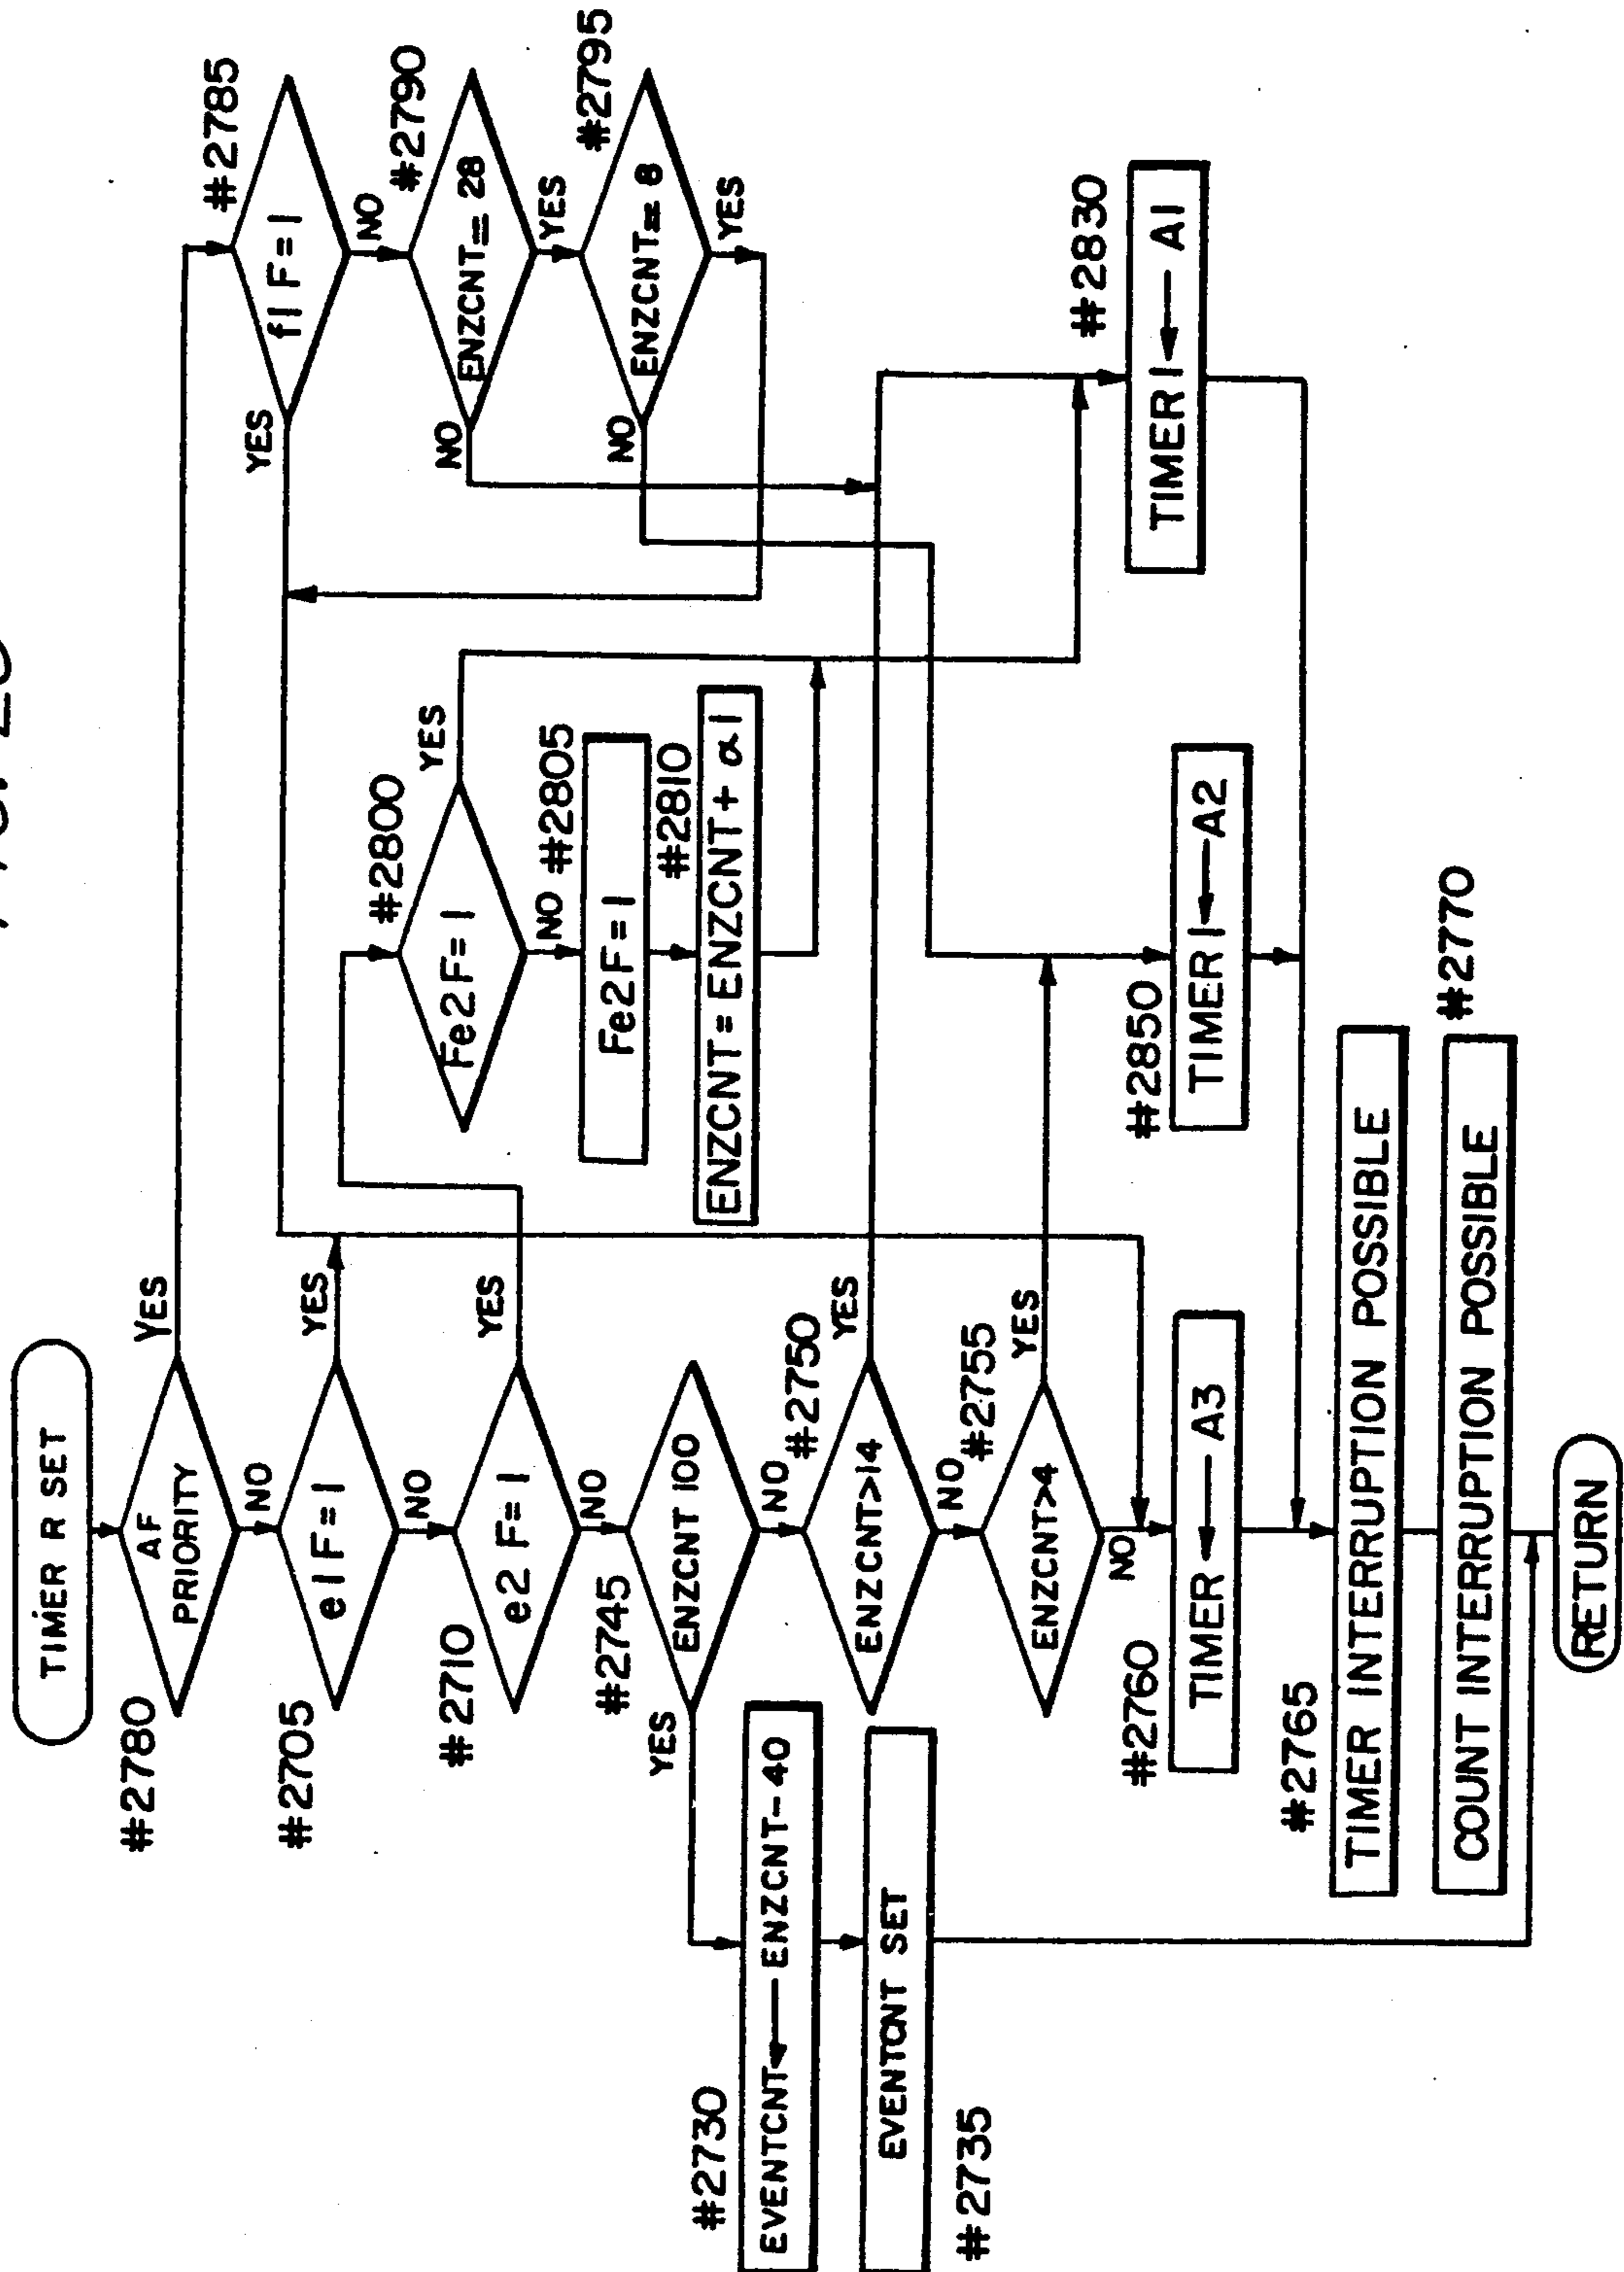 TIMER R SET
#2780
AF
PRIORITY
YES
NO
#2705
e1F=1
YES
NO
#2710
e2F=1
YES
NO
#2745
ENZCNT 100
YES
NO
#2730
EVENTCNT←ENZCNT-40
EVENTCNT SET
#2735
#2750
ENZCNT>14
YES
NO
#2755
ENZCNT>4
YES
NO
#2760
TIMER←A3
#2765
TIMER INTERRUPTION POSSIBLE
#2770
COUNT INTERRUPTION POSSIBLE
RETURN
#2800
Fe2F=1
YES
NO
#2805
Fe2F=1
#2810
ENZCNT=ENZCNT+α1
#2785
f1F=1
YES
NO
#2790
ENZCNT=28
NO
YES
#2795
ENZCNT=8
NO
YES
#2830
TIMER1←A1
#2850
TIMER1←A2